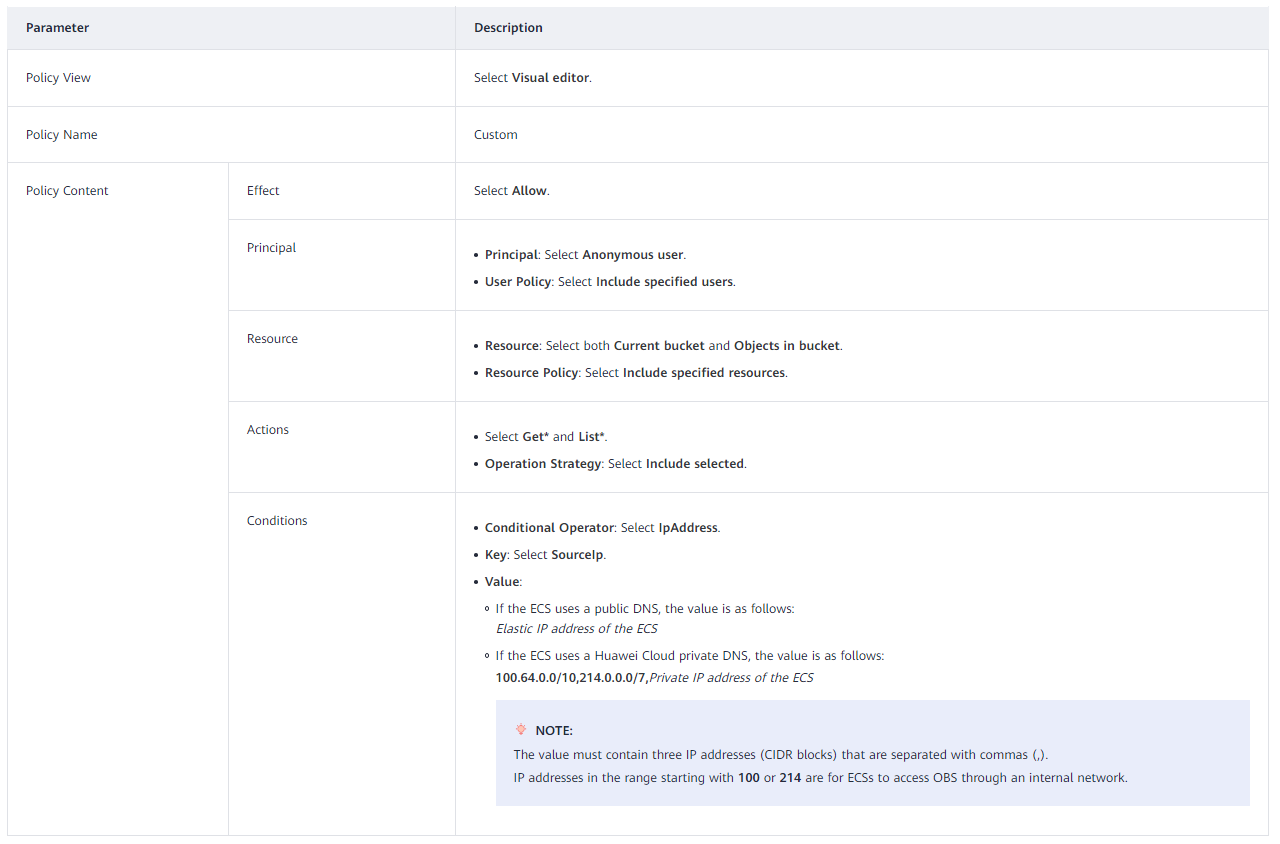 Parameter
Description
Policy View
Select Visual editor.
Policy Name
Custom
Policy Content
Effect
Select Allow.
Principal
• Principal: Select Anonymous user.
• User Policy: Select Include specified users.
Resource
• Resource: Select both Current bucket and Objects in bucket.
• Resource Policy: Select Include specified resources.
Actions
• Select Get* and List*.
• Operation Strategy: Select Include selected.
Conditions
• Conditional Operator: Select IpAddress.
• Key: Select SourceIp.
• Value:
◦ If the ECS uses a public DNS, the value is as follows:
Elastic IP address of the ECS
◦ If the ECS uses a Huawei Cloud private DNS, the value is as follows:
100.64.0.0/10,214.0.0.0/7,Private IP address of the ECS
NOTE:
The value must contain three IP addresses (CIDR blocks) that are separated with commas (,).
IP addresses in the range starting with 100 or 214 are for ECSs to access OBS through an internal network.